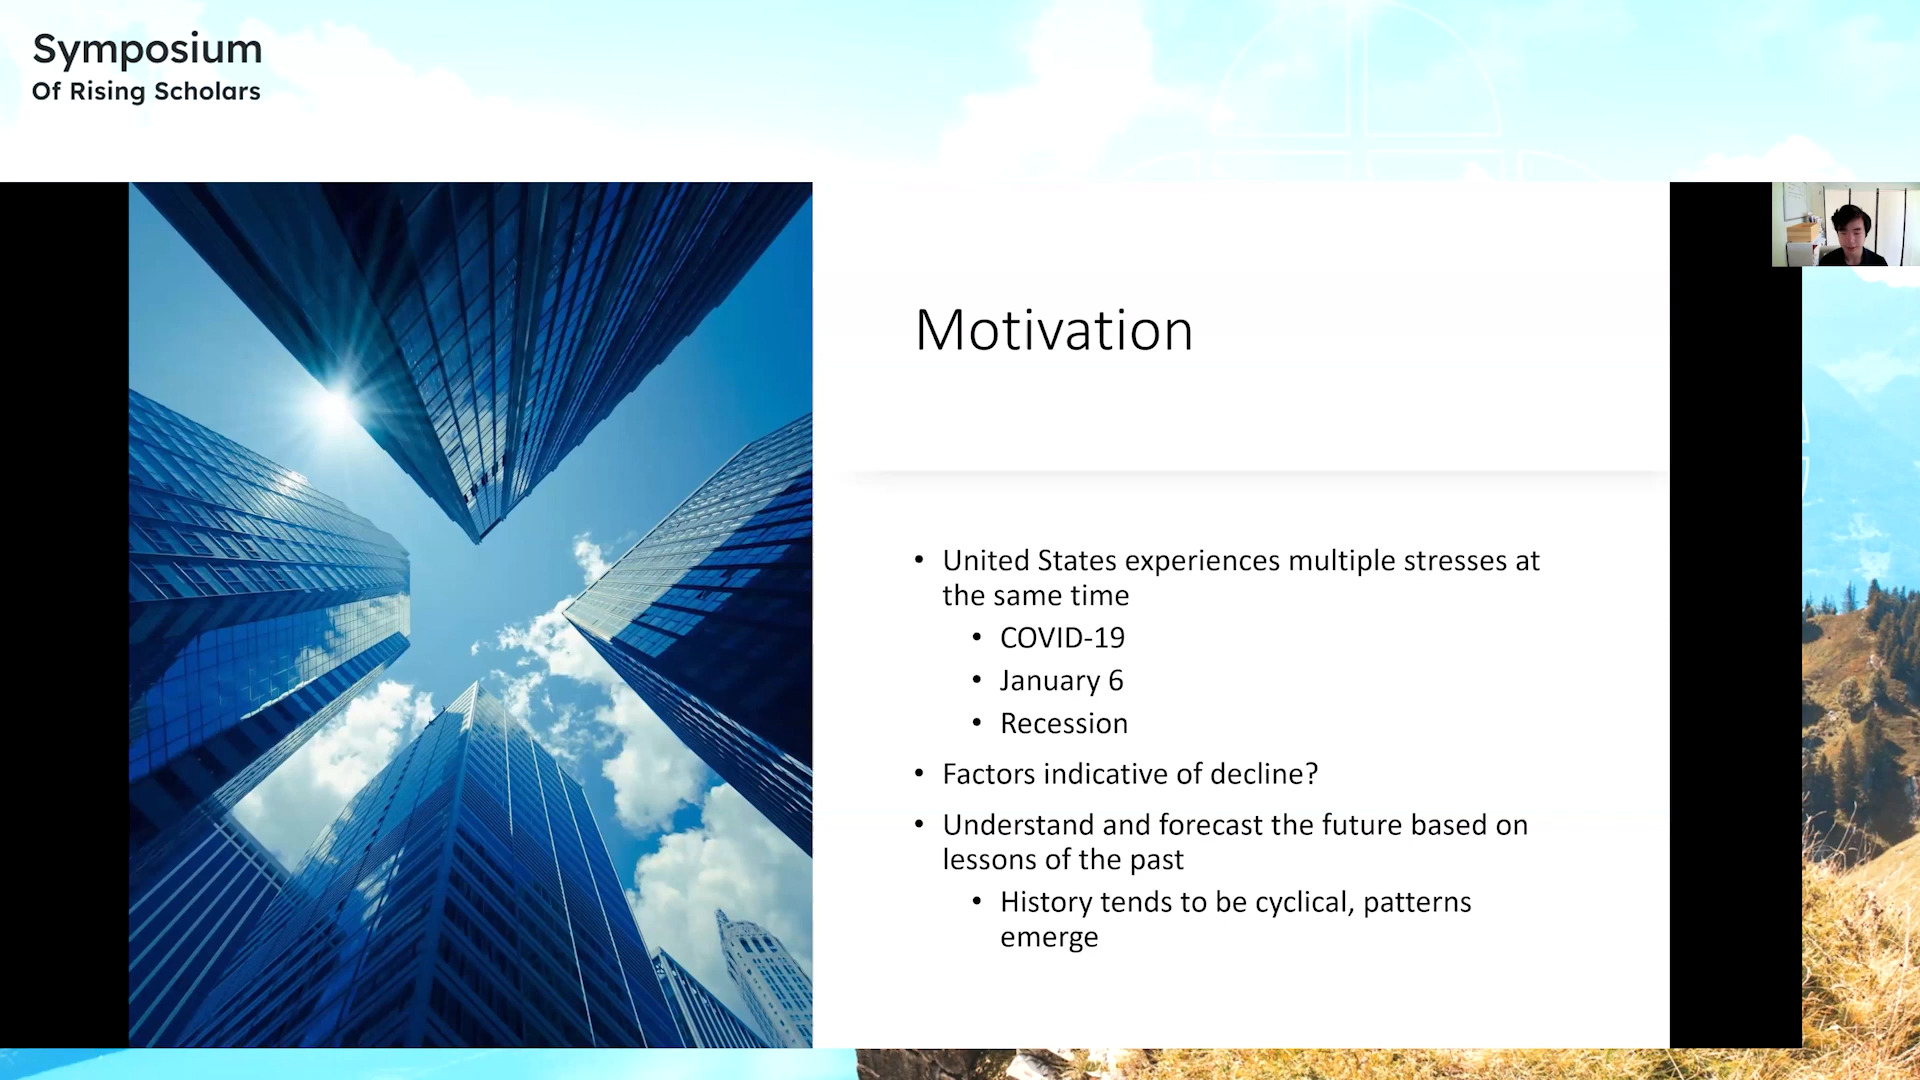 Symposium
Of Rising Scholars
Motivation
• United States experiences multiple stresses at
the same time
• COVID-19
• January 6
• Recession
• Factors indicative of decline?
• Understand and forecast the future based on
lessons of the past
• History tends to be cyclical, patterns
emerge